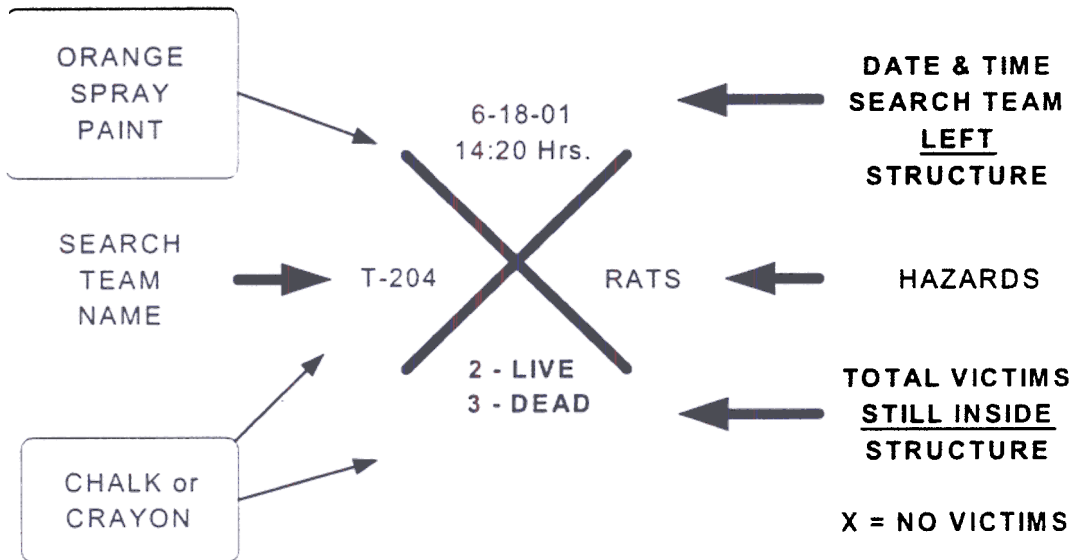 ORANGE
SPRAY
PAINT
6-18-01
14:20 Hrs.
DATE & TIME
SEARCH TEAM
LEFT
STRUCTURE
SEARCH
TEAM
NAME
T-204
RATS
HAZARDS
2 - LIVE
3 - DEAD
TOTAL VICTIMS
STILL INSIDE
STRUCTURE
CHALK or
CRAYON
X = NO VICTIMS